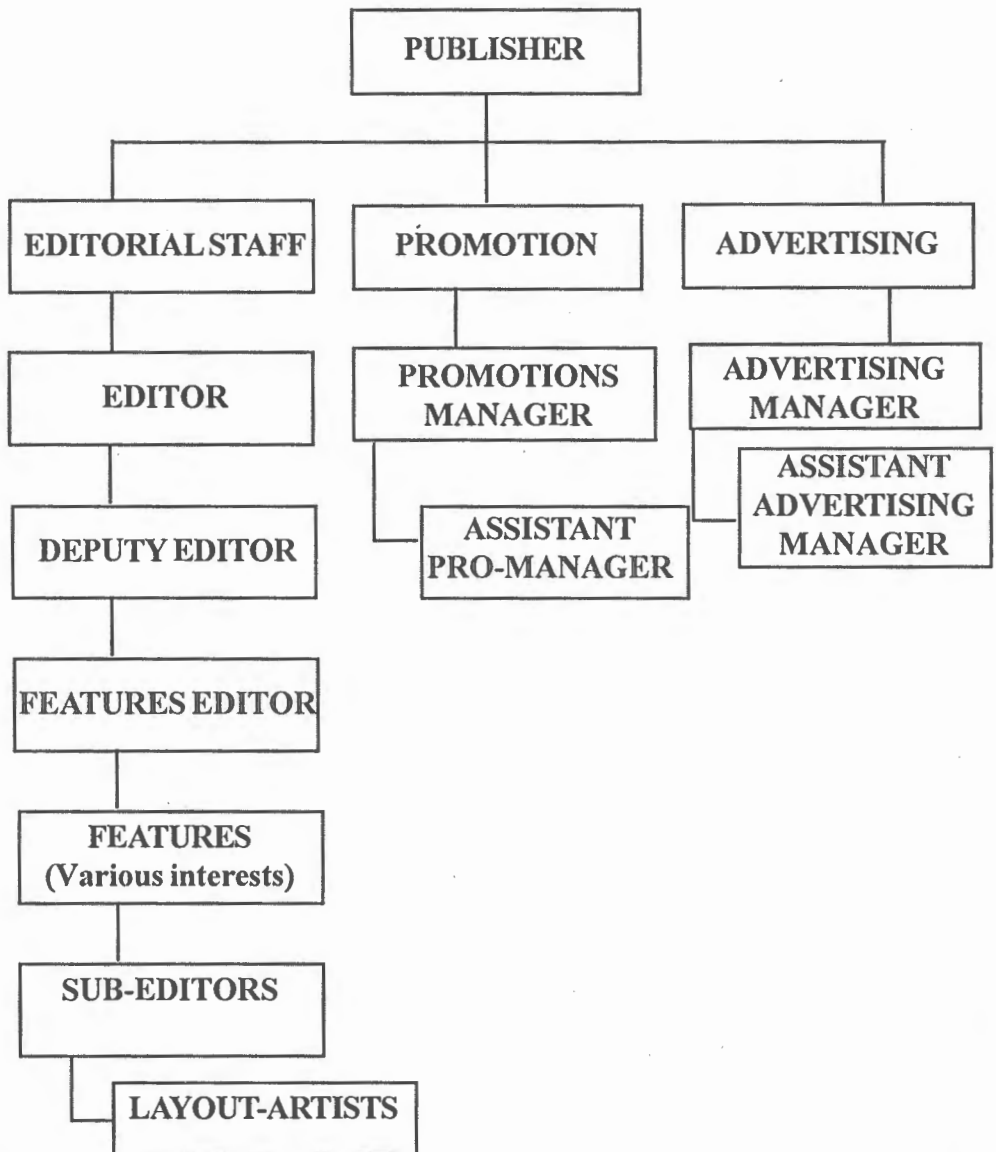 PUBLISHER
EDITORIAL STAFF
PROMOTION
ADVERTISING
EDITOR
PROMOTIONS
MANAGER
ADVERTISING
MANAGER
DEPUTY EDITOR
ASSISTANT
PRO-MANAGER
ASSISTANT
ADVERTISING
MANAGER
FEATURES EDITOR
FEATURES
(Various interests)
SUB-EDITORS
LAYOUT-ARTISTS